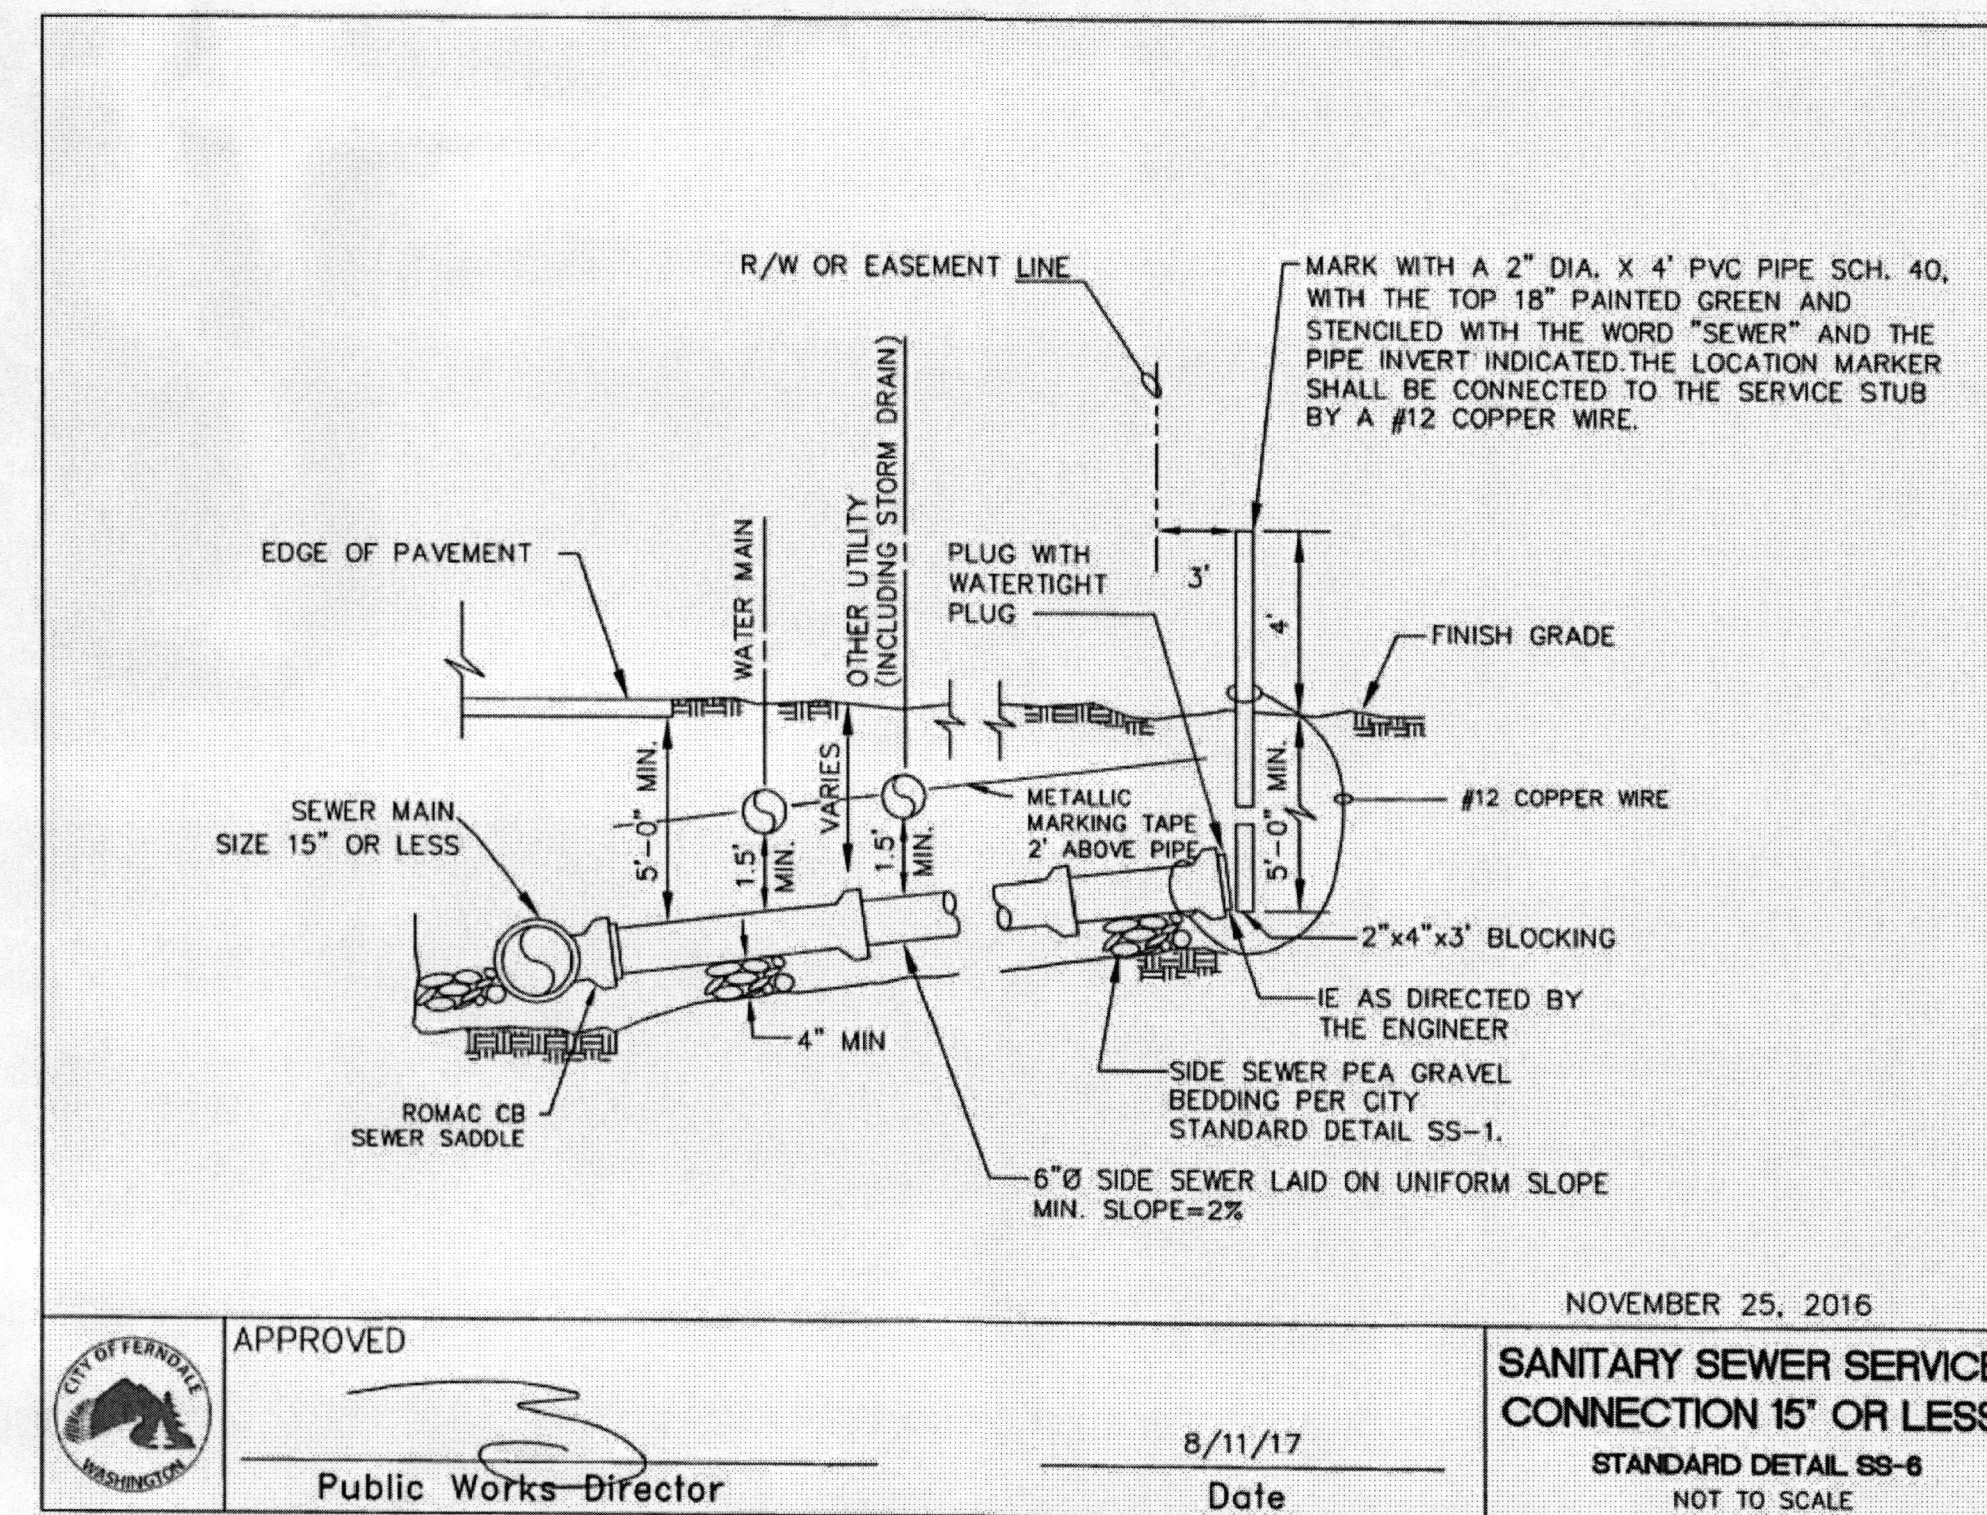 R/W OR EASEMENT LINE
MARK WITH A 2" DIA. X 4' PVC PIPE SCH. 40,
WITH THE TOP 18" PAINTED GREEN AND
STENCILED WITH THE WORD "SEWER" AND THE
PIPE INVERT INDICATED.THE LOCATION MARKER
SHALL BE CONNECTED TO THE SERVICE STUB
BY A #12 COPPER WIRE.
EDGE OF PAVEMENT
WATER MAIN
OTHER UTILITY
(INCLUDING STORM DRAIN)
PLUG WITH
WATERTIGHT
PLUG
3'
4'
FINISH GRADE
SEWER MAIN
SIZE 15" OR LESS
5'-0" MIN.
1.5'
MIN.
VARIES
1.5'
MIN.
METALLIC
MARKING TAPE
2' ABOVE PIPE
5'-0" MIN.
#12 COPPER WIRE
2"x4"x3' BLOCKING
IE AS DIRECTED BY
THE ENGINEER
4" MIN
SIDE SEWER PEA GRAVEL
BEDDING PER CITY
STANDARD DETAIL SS-1.
ROMAC CB
SEWER SADDLE
6"Ø SIDE SEWER LAID ON UNIFORM SLOPE
MIN. SLOPE=2%
NOVEMBER 25, 2016
CITY OF FERNDALE
WASHINGTON
APPROVED
Public Works Director
8/11/17
Date
SANITARY SEWER SERVICE
CONNECTION 15" OR LESS
STANDARD DETAIL SS-6
NOT TO SCALE